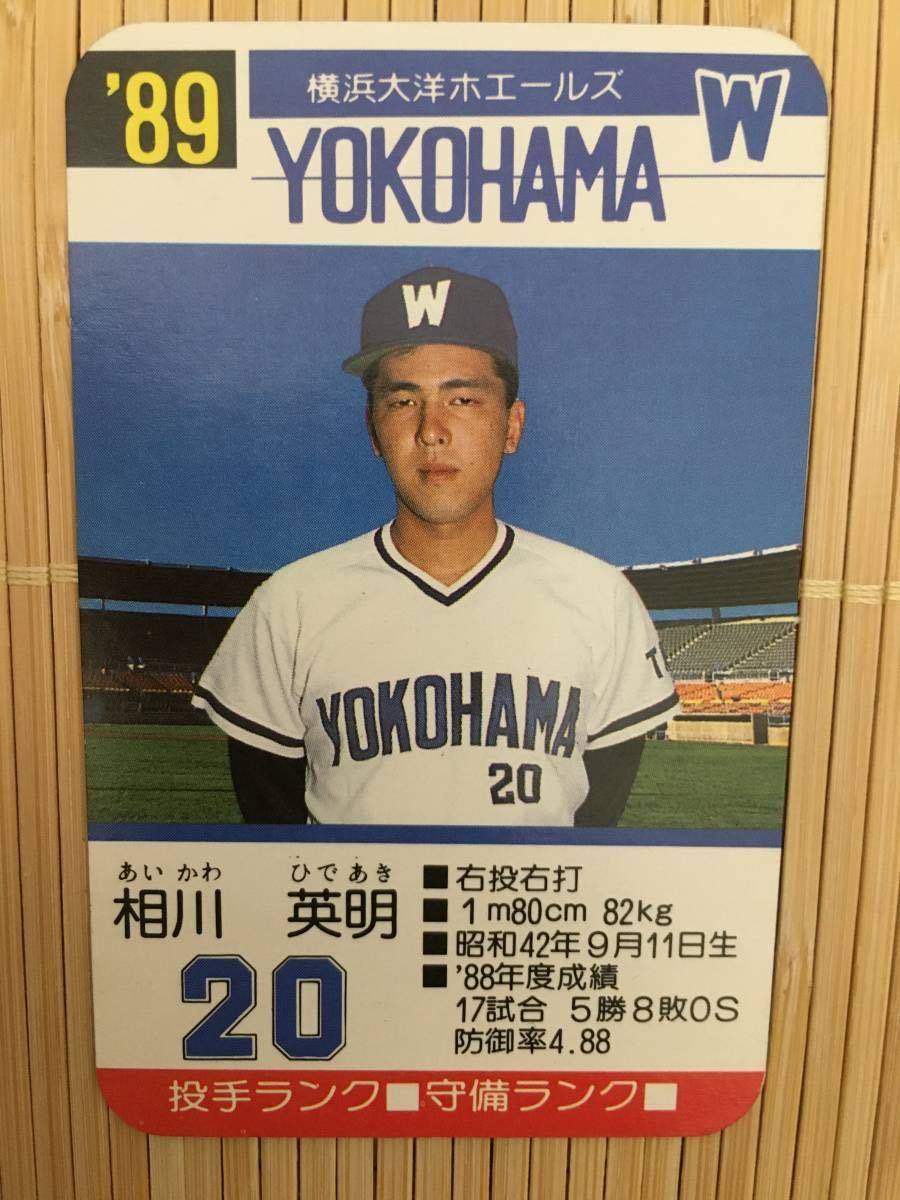 '89
横浜大洋ホエールズ
YOKOHAMA
W
W
T
YOKOHAMA
20
あいかわ ひであき
相川 英明
20
■右投右打
■1m80cm 82kg
■昭和42年9月11日生
■'88年度成績
17試合 5勝8敗0S
防御率4.88
投手ランク■守備ランク■